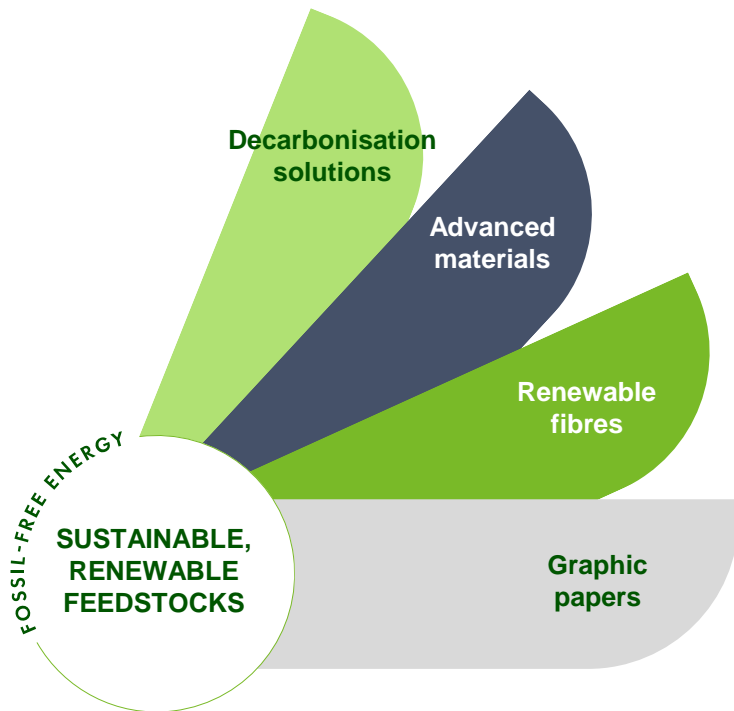 Decarbonisation
solutions
Advanced
materials
Renewable
fibres
FOSSIL-FREE ENERGY
SUSTAINABLE,
RENEWABLE
FEEDSTOCKS
Graphic
papers